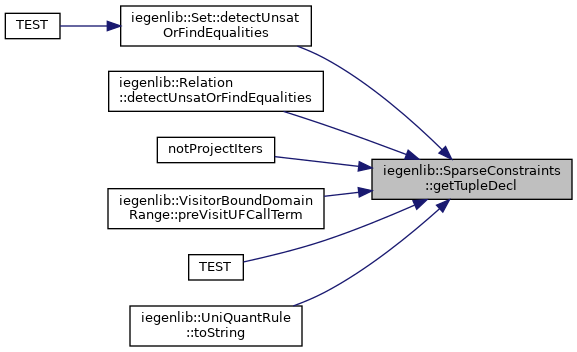 TEST
iegenlib::Set::detectUnsat
OrFindEqualities
iegenlib::Relation
::detectUnsatOrFindEqualities
notProjectIters
iegenlib::SparseConstraints
::getTupleDecl
iegenlib::VisitorBoundDomain
Range::preVisitUFCallTerm
TEST
iegenlib::UniQuantRule
::toString